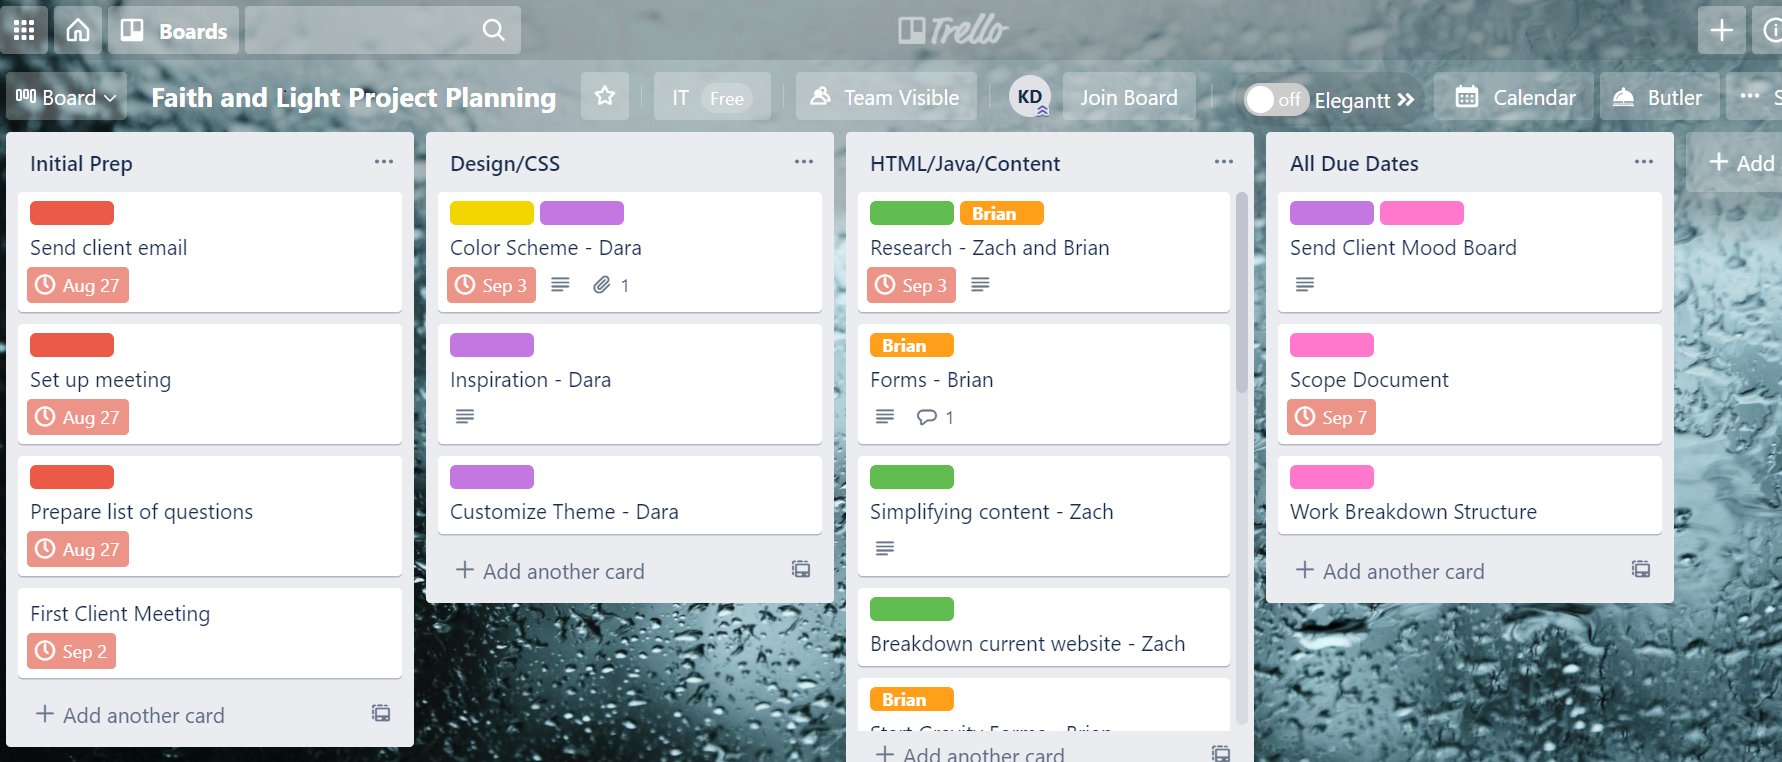 Boards
Trello
Board
Faith and Light Project Planning
IT Free
Team Visible
KD
Join Board
off
Elegantt
Calendar
Butler
Initial Prep
Send client email
Aug 27
Set up meeting
Aug 27
Prepare list of questions
Aug 27
First Client Meeting
Sep 2
+ Add another card
Design/CSS
Color Scheme - Dara
Sep 3
1
Inspiration - Dara
Customize Theme - Dara
+ Add another card
HTML/Java/Content
Brian
Research - Zach and Brian
Sep 3
Brian
Forms - Brian
1
Simplifying content - Zach
Breakdown current website - Zach
Brian
Start Gravity Forms - Brian
+ Add another card
All Due Dates
Send Client Mood Board
Scope Document
Sep 7
Work Breakdown Structure
+ Add another card
+ Add